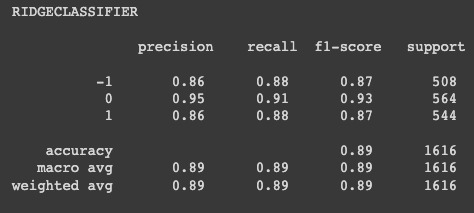 RIDGECLASSIFIER
precision recall f1-score support
-1 0.86 0.88 0.87 508
0 0.95 0.91 0.93 564
1 0.86 0.88 0.87 544
accuracy 0.89 1616
macro avg 0.89 0.89 0.89 1616
weighted avg 0.89 0.89 0.89 1616